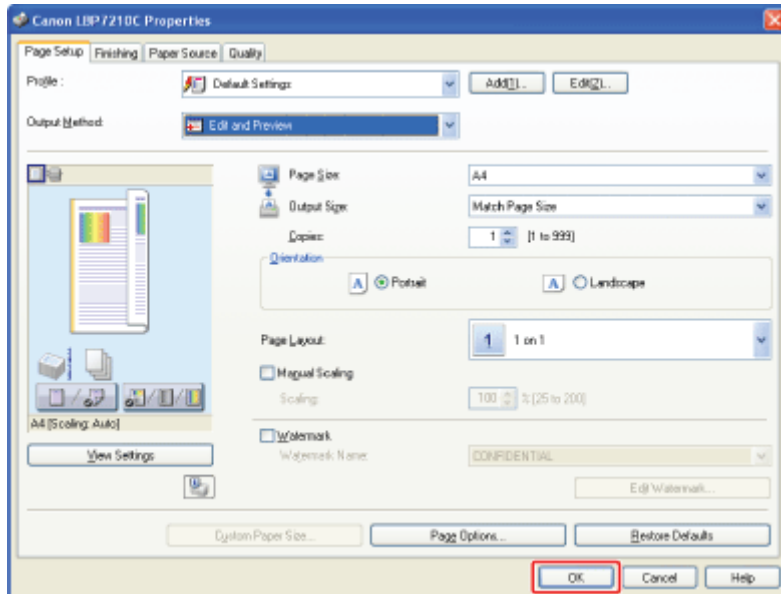 Canon LBP7210C Properties
Page Setup Finishing Paper Source Quality
Profile : Default Settings Add(1)... Edit(2)...
Output Method: Edit and Preview
Page Size: A4
Output Size: Match Page Size
Copies: 1 [1 to 999]
Orientation
A Portrait A Landscape
Page Layout: 1 1 on 1
Manual Scaling
Scaling: 100 % [25 to 200]
A4 [Scaling: Auto]
Watermark
View Settings Watermark Name: CONFIDENTIAL
Edit Watermark...
Custom Paper Size... Page Options... Restore Defaults
OK Cancel Help